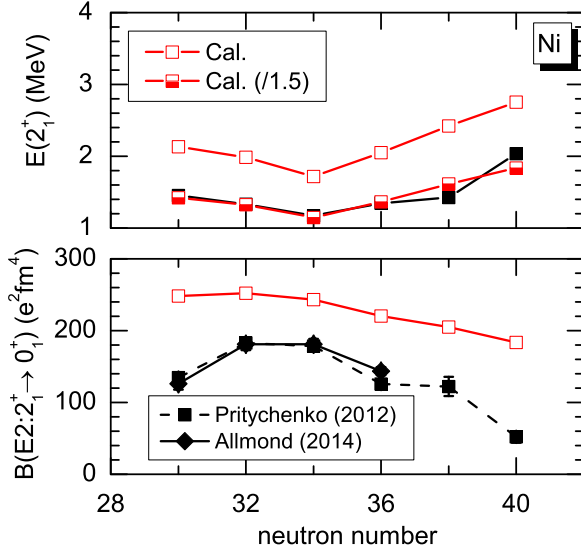 4
3
2
1
E(2₁⁺) (MeV)
Cal.
Cal. (/1.5)
Ni
300
200
100
0
B(E2:2₁⁺→ 0₁⁺) (e²fm⁴)
Pritychenko (2012)
Allmond (2014)
28 32 36 40
neutron number